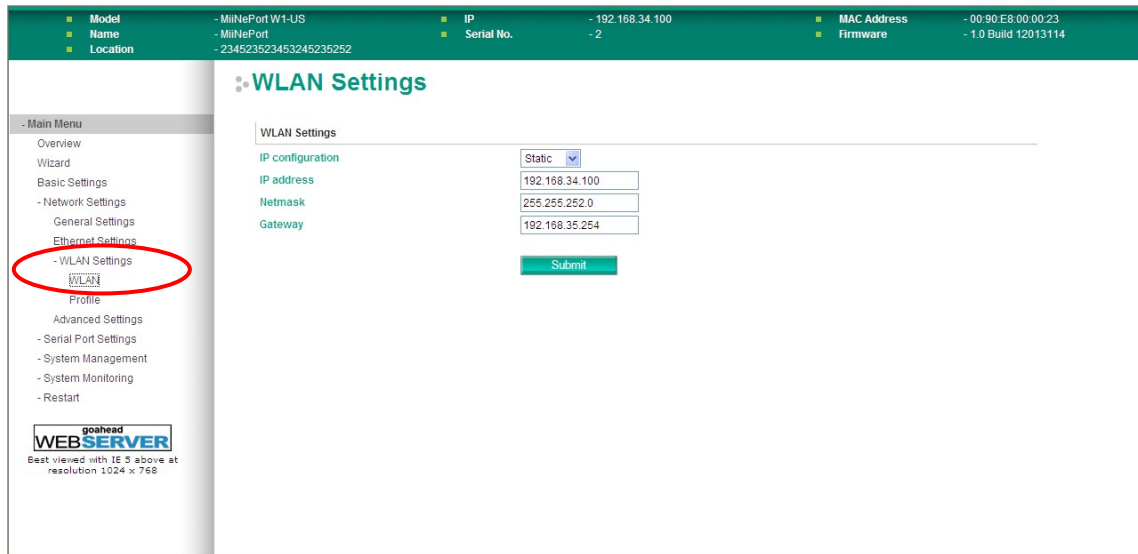 Model - MiiNePort W1-US IP - 192.168.34.100 MAC Address - 00:90:E8:00:00:23
Name - MiiNePort Serial No. - 2 Firmware - 1.0 Build 12013114
Location - 234523523453245235252
WLAN Settings
- Main Menu
Overview
Wizard
Basic Settings
- Network Settings
General Settings
Ethernet Settings
- WLAN Settings
WLAN
Profile
Advanced Settings
- Serial Port Settings
- System Management
- System Monitoring
- Restart
goahead
WEBSERVER
Best viewed with IE 5 above at
resolution 1024 x 768
WLAN Settings
IP configuration Static
IP address 192.168.34.100
Netmask 255.255.252.0
Gateway 192.168.35.254
Submit